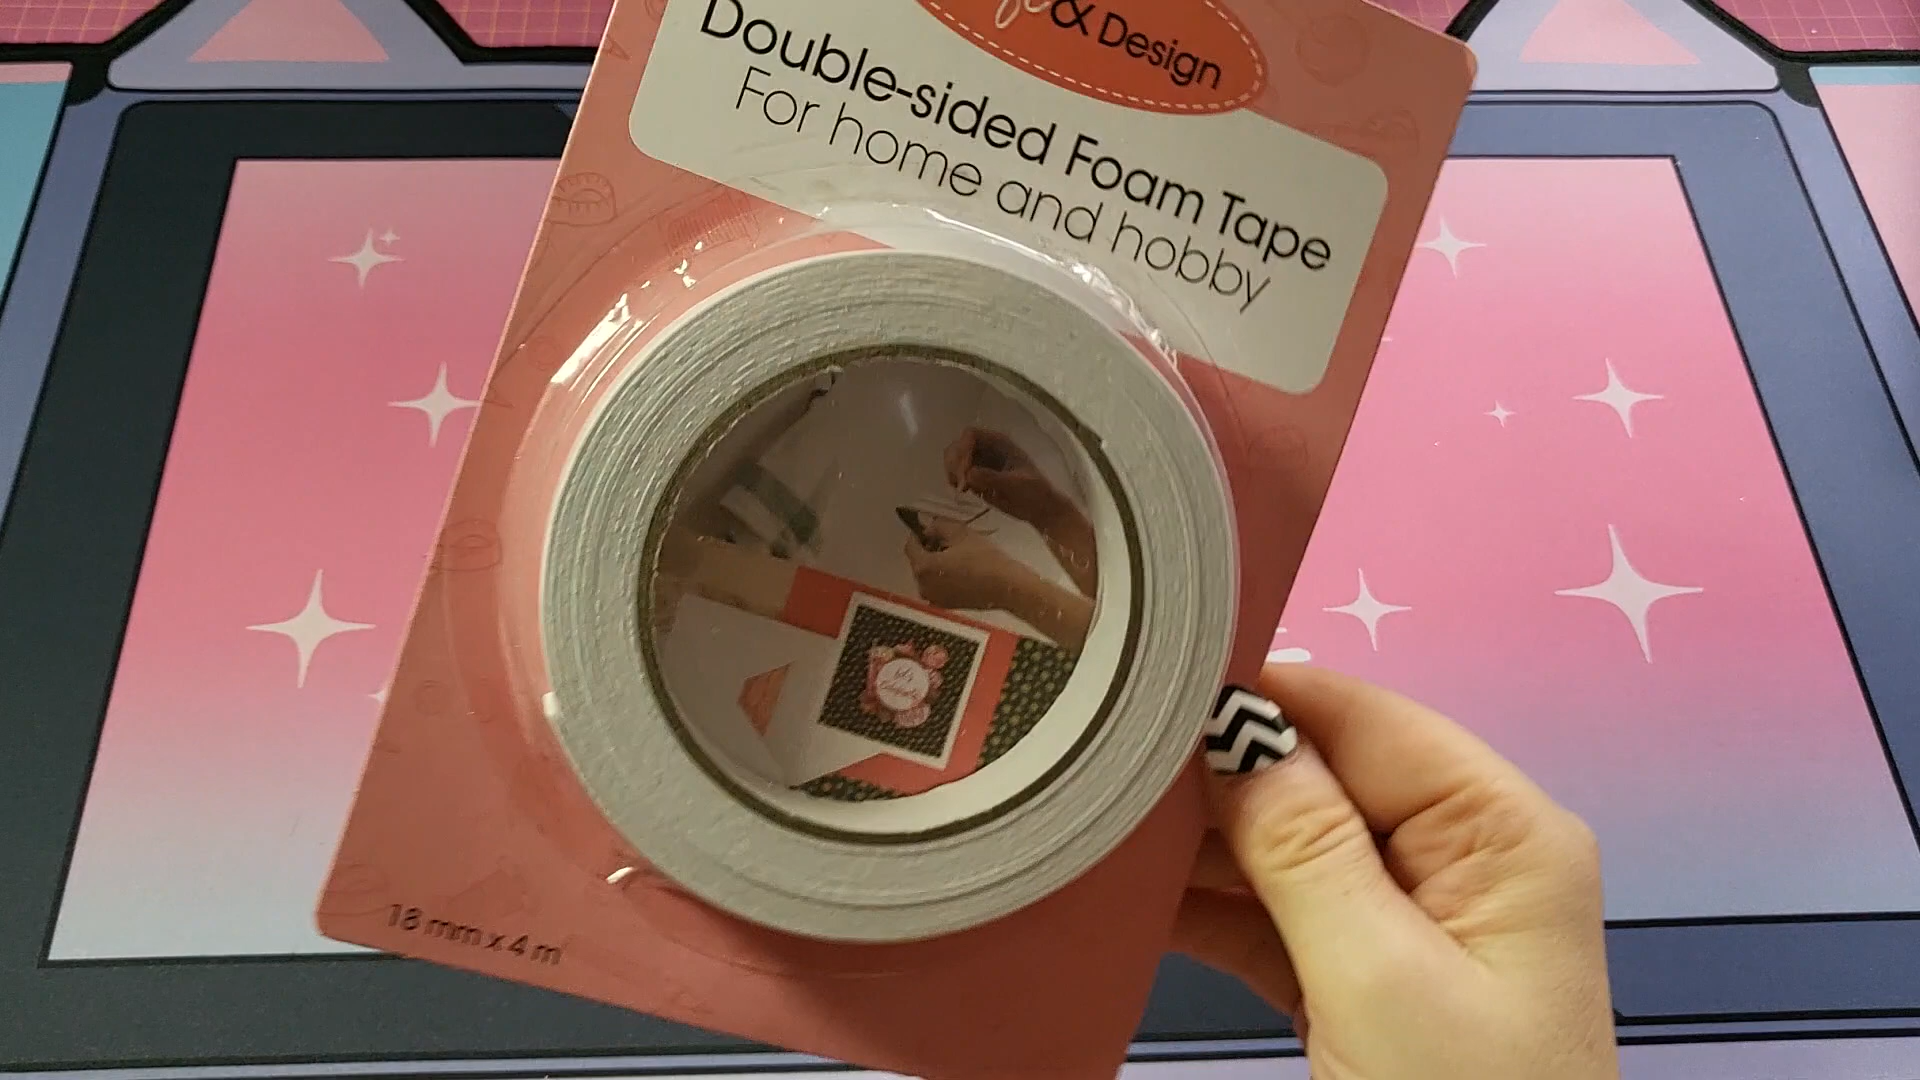 & Design
Double-sided Foam Tape
For home and hobby
18 mm x 4 m